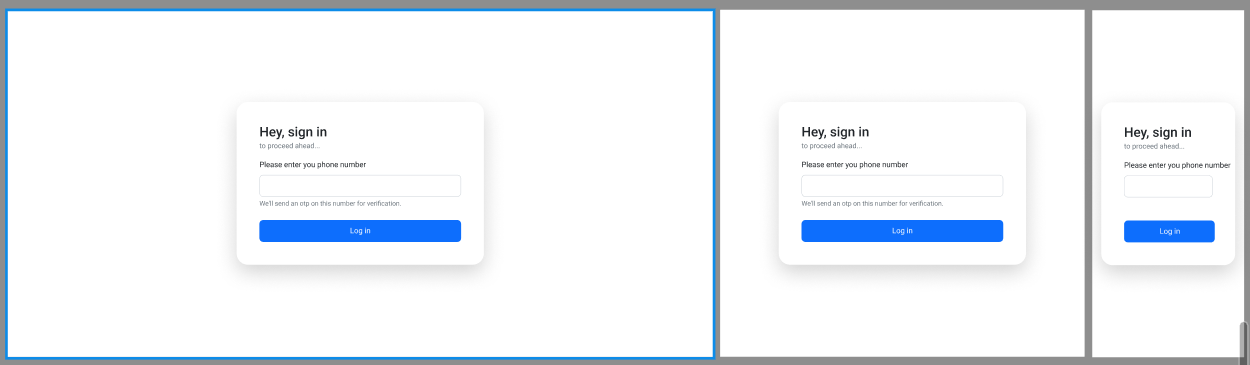 Hey, sign in
to proceed ahead...
Please enter you phone number
We'll send an otp on this number for verification.
Log in
Hey, sign in
to proceed ahead...
Please enter you phone number
We'll send an otp on this number for verification.
Log in
Hey, sign in
to proceed ahead...
Please enter you phone number
Log in